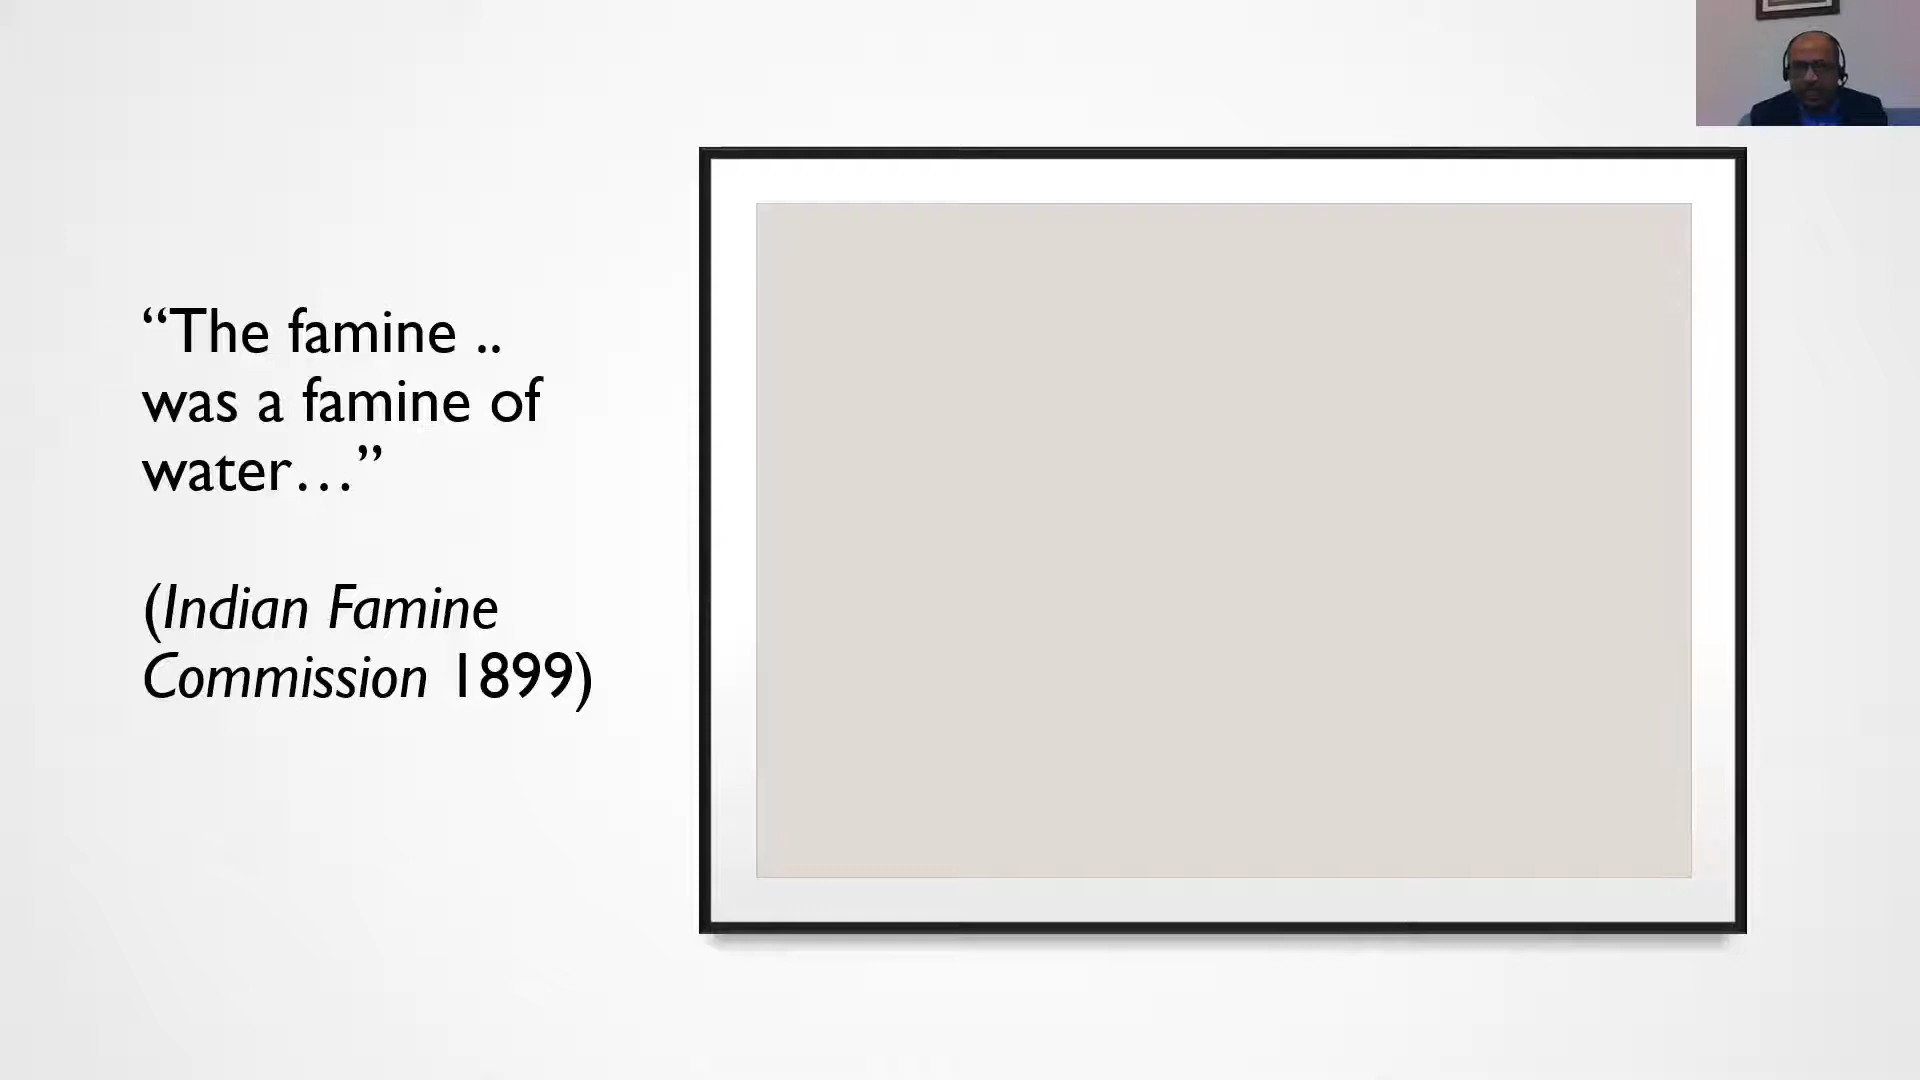 “The famine ..
was a famine of
water…”
(Indian Famine
Commission 1899)